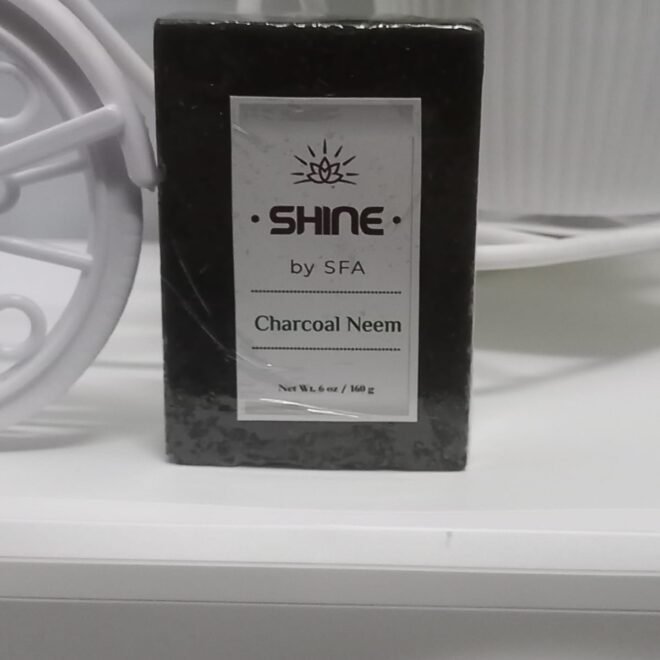 • SHINE •
by SFA
Charcoal Neem
Net Wt. 6 oz / 160 g